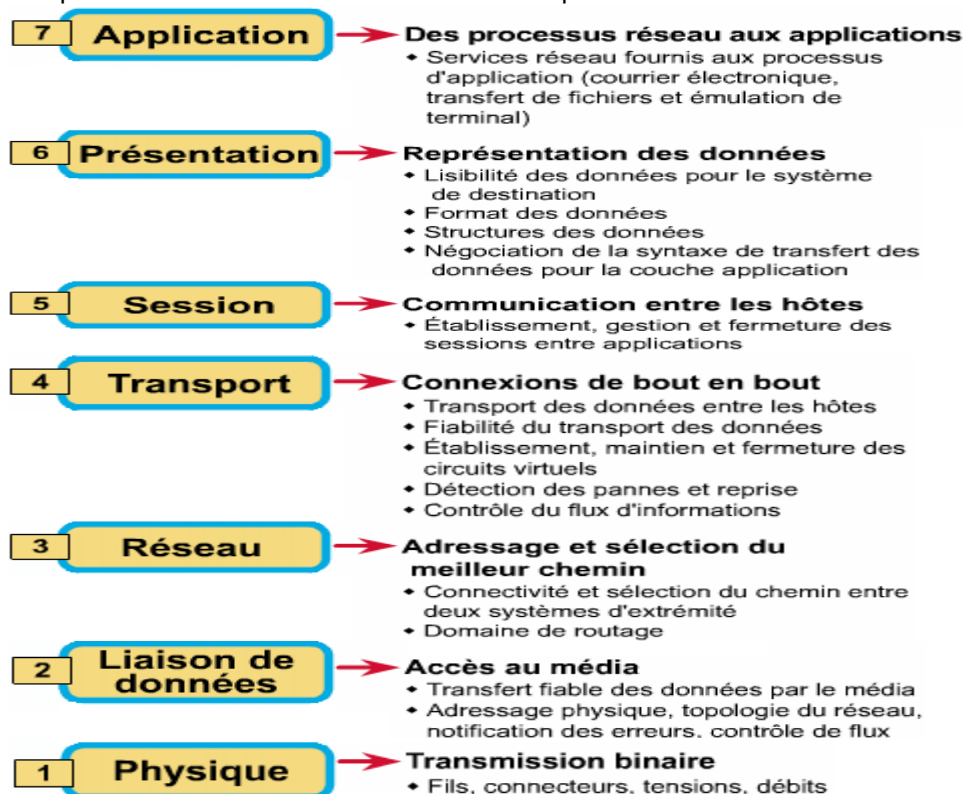 7 Application Des processus réseau aux applications
• Services réseau fournis aux processus
d'application (courrier électronique,
transfert de fichiers et émulation de
terminal)
6 Présentation Représentation des données
• Lisibilité des données pour le système
de destination
• Format des données
• Structures des données
• Négociation de la syntaxe de transfert des
données pour la couche application
5 Session Communication entre les hôtes
• Établissement, gestion et fermeture des
sessions entre applications
4 Transport Connexions de bout en bout
• Transport des données entre les hôtes
• Fiabilité du transport des données
• Établissement, maintien et fermeture des
circuits virtuels
• Détection des pannes et reprise
• Contrôle du flux d'informations
3 Réseau Adressage et sélection du
meilleur chemin
• Connectivité et sélection du chemin entre
deux systèmes d'extrémité
• Domaine de routage
2 Liaison de
données
Accès au média
• Transfert fiable des données par le média
• Adressage physique, topologie du réseau,
notification des erreurs, contrôle de flux
1 Physique Transmission binaire
• Fils, connecteurs, tensions, débits